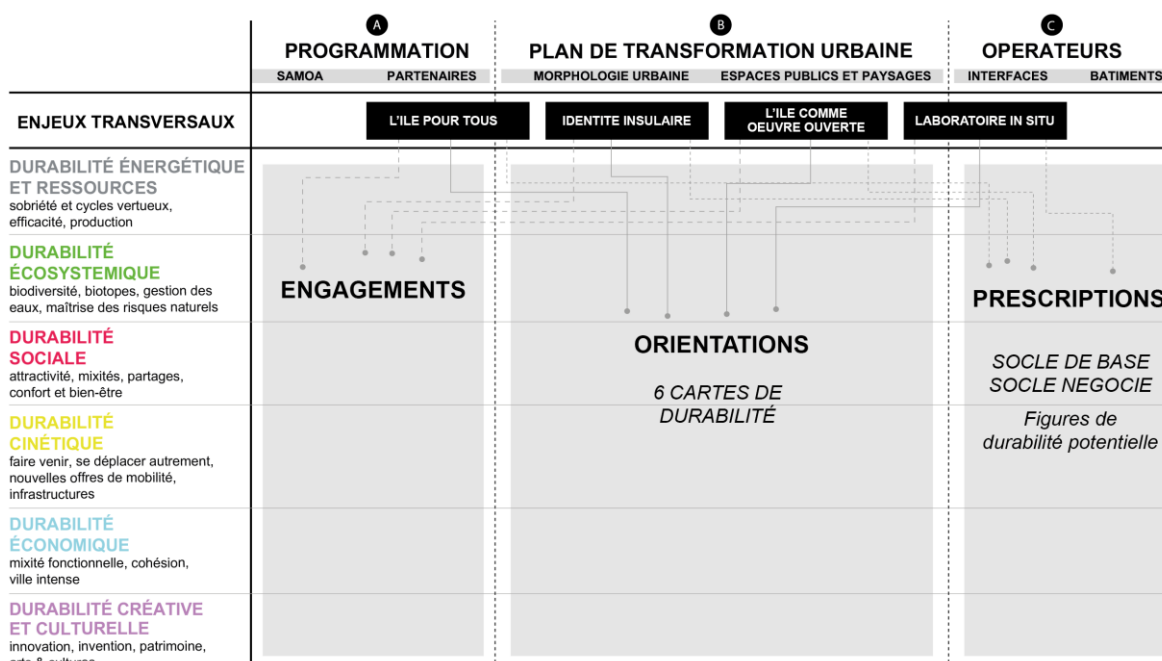 A
B
C
PROGRAMMATION
PLAN DE TRANSFORMATION URBAINE
OPERATEURS
SAMOA
PARTENAIRES
MORPHOLOGIE URBAINE
ESPACES PUBLICS ET PAYSAGES
INTERFACES
BATIMENTS
ENJEUX TRANSVERSAUX
L'ILE POUR TOUS
IDENTITE INSULAIRE
L'ILE COMME
OEUVRE OUVERTE
LABORATOIRE IN SITU
DURABILITÉ ÉNERGÉTIQUE
ET RESSOURCES
sobriété et cycles vertueux,
efficacité, production
DURABILITÉ
ÉCOSYSTEMIQUE
biodiversité, biotopes, gestion des
eaux, maîtrise des risques naturels
ENGAGEMENTS
PRESCRIPTIONS
DURABILITÉ
SOCIALE
attractivité, mixités, partages,
confort et bien-être
ORIENTATIONS
6 CARTES DE
DURABILITÉ
SOCLE DE BASE
SOCLE NEGOCIE
Figures de
durabilité potentielle
DURABILITÉ
CINÉTIQUE
faire venir, se déplacer autrement,
nouvelles offres de mobilité,
infrastructures
DURABILITÉ
ÉCONOMIQUE
mixité fonctionnelle, cohésion,
ville intense
DURABILITÉ CRÉATIVE
ET CULTURELLE
innovation, invention, patrimoine,
arts & cultures